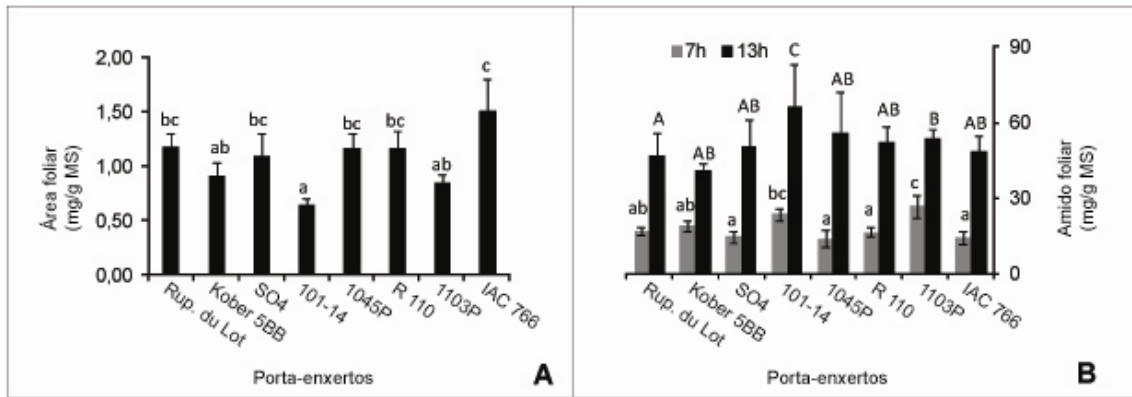 2,00
1,50
1,00
0,50
0,00
Área foliar
(mg/g MS)
bc
ab
bc
a
bc
bc
ab
c
Rup. du Lot
Kober 5BB
SO4
101-14
1045P
R 110
1103P
IAC 766
Porta-enxertos
A
7h 13h
90
60
30
0
Amido foliar
(mg/g MS)
A
AB
AB
C
AB
AB
B
AB
ab
ab
a
bc
a
a
c
a
Rup. du Lot
Kober 5BB
SO4
101-14
1045P
R 110
1103P
IAC 766
Porta-enxertos
B